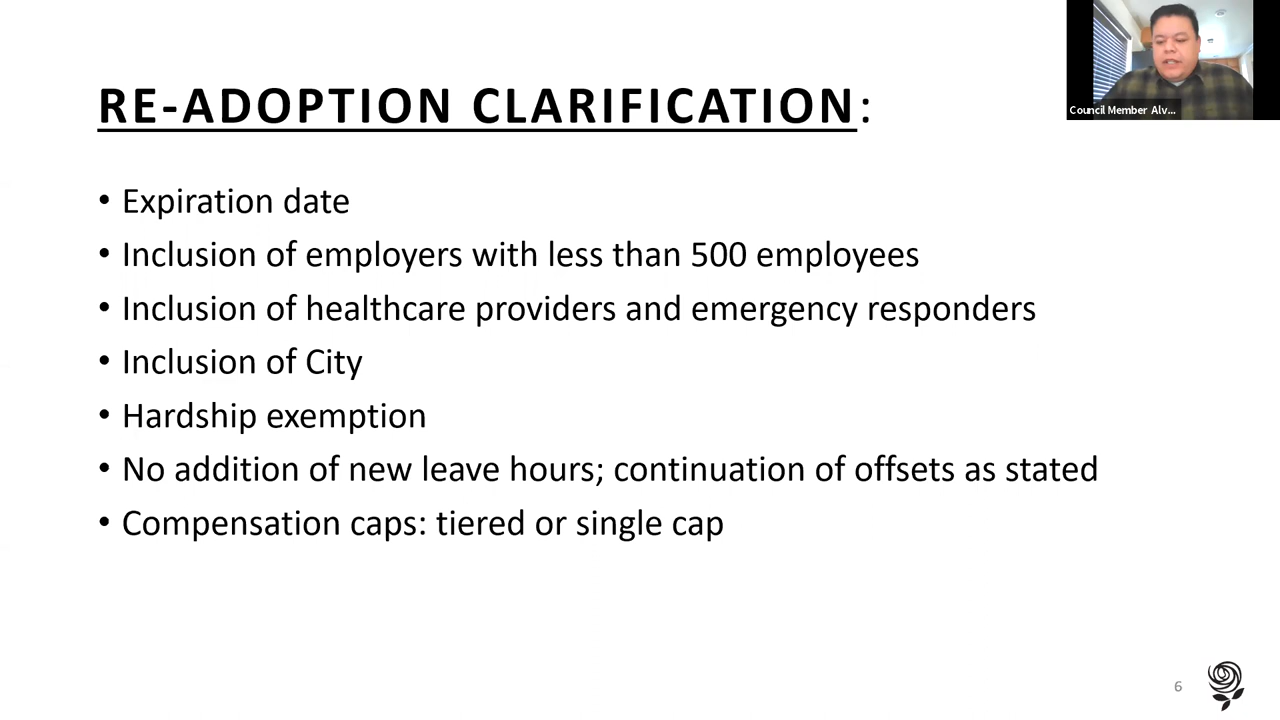 RE-ADOPTION CLARIFICATION:
Council Member Alv...
• Expiration date
• Inclusion of employers with less than 500 employees
• Inclusion of healthcare providers and emergency responders
• Inclusion of City
• Hardship exemption
• No addition of new leave hours; continuation of offsets as stated
• Compensation caps: tiered or single cap
6